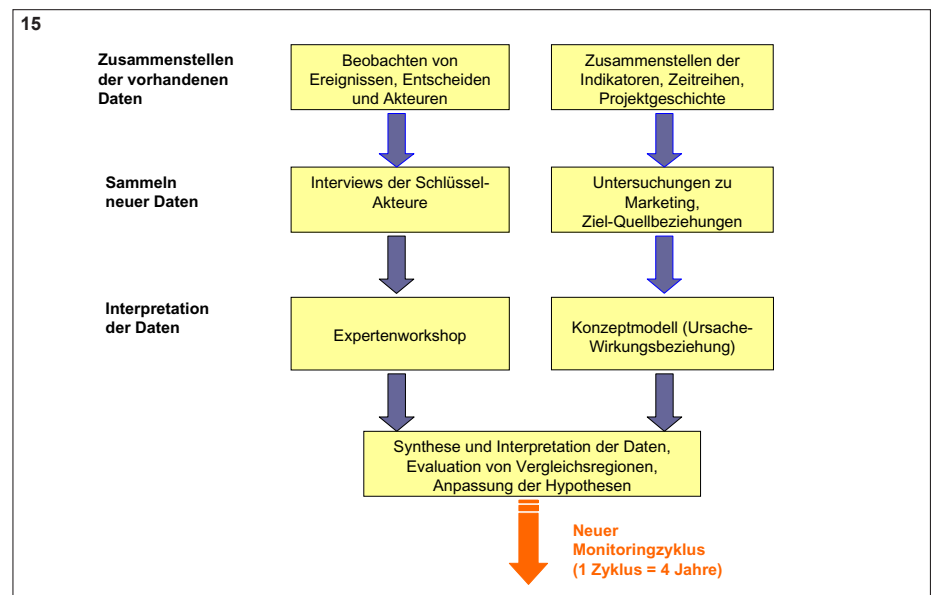 15
Zusammenstellen
der vorhandenen
Daten
Beobachten von
Ereignissen, Entscheiden
und Akteuren
Zusammenstellen der
Indikatoren, Zeitreihen,
Projektgeschichte
Sammeln
neuer Daten
Interviews der Schlüssel-
Akteure
Untersuchungen zu
Marketing,
Ziel-Quellbeziehungen
Interpretation
der Daten
Expertenworkshop
Konzeptmodell (Ursache-
Wirkungsbeziehung)
Synthese und Interpretation der Daten,
Evaluation von Vergleichsregionen,
Anpassung der Hypothesen
Neuer
Monitoringzyklus
(1 Zyklus = 4 Jahre)